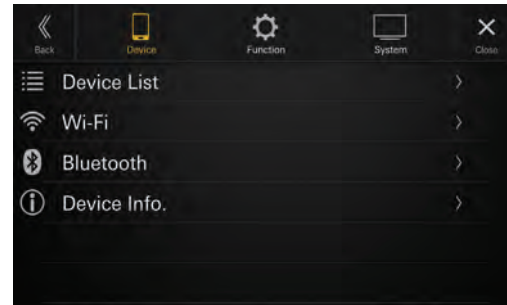 Back Device Function System Close
Device List
Wi-Fi
Bluetooth
Device Info.